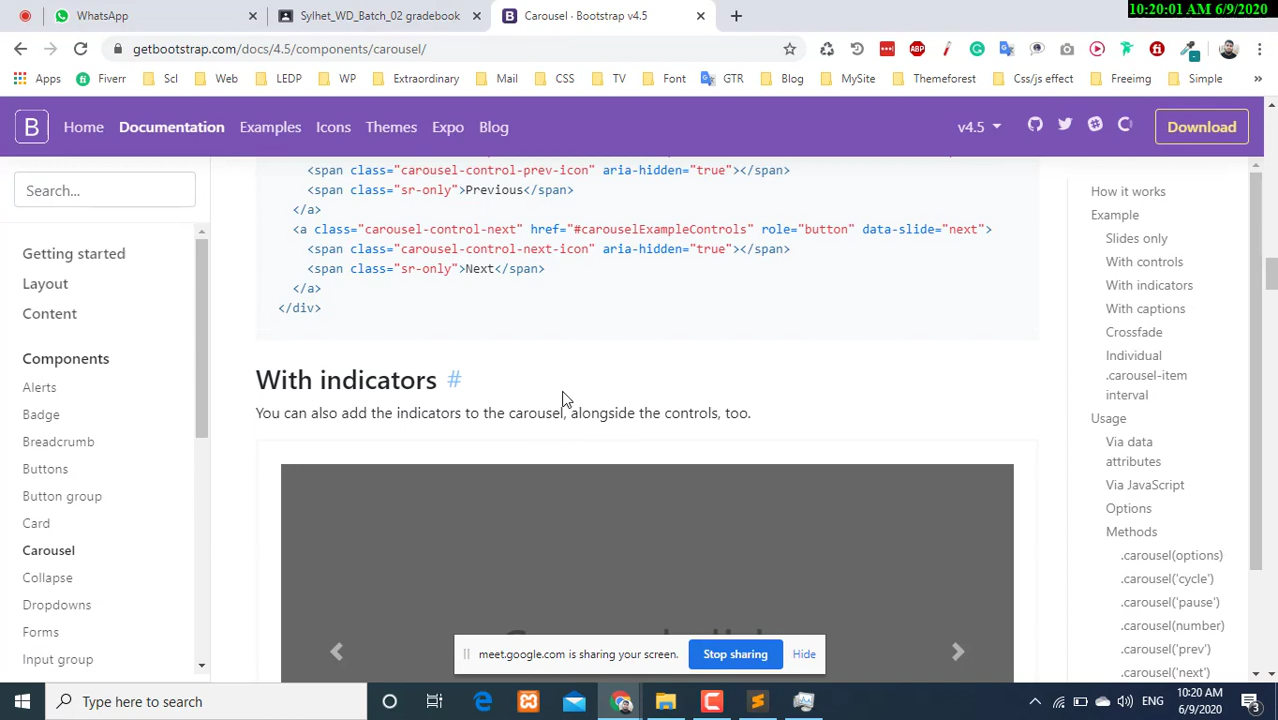 10:20:01 AM 6/9/2020
WhatsApp
Sylhet_WD_Batch_02 gradebook
Carousel · Bootstrap v4.5
getbootstrap.com/docs/4.5/components/carousel/
Apps
Fiverr
Scl
Web
LEDP
WP
Extraordinary
Mail
CSS
TV
Font
GTR
Blog
MySite
Themeforest
Css/js effect
Freeimg
Simple
B
Home
Documentation
Examples
Icons
Themes
Expo
Blog
v4.5
Download
Search...
Getting started
Layout
Content
Components
Alerts
Badge
Breadcrumb
Buttons
Button group
Card
Carousel
Collapse
Dropdowns
Forms
Input group
<span class="carousel-control-prev-icon" aria-hidden="true"></span>
<span class="sr-only">Previous</span>
</a>
<a class="carousel-control-next" href="#carouselExampleControls" role="button" data-slide="next">
<span class="carousel-control-next-icon" aria-hidden="true"></span>
<span class="sr-only">Next</span>
</a>
</div>
With indicators #
You can also add the indicators to the carousel, alongside the controls, too.
How it works
Example
Slides only
With controls
With indicators
With captions
Crossfade
Individual
.carousel-item
interval
Usage
Via data
attributes
Via JavaScript
Options
Methods
.carousel(options)
.carousel('cycle')
.carousel('pause')
.carousel(number)
.carousel('prev')
.carousel('next')
meet.google.com is sharing your screen.
Stop sharing
Hide
Type here to search
ENG
10:20 AM
6/9/2020
3